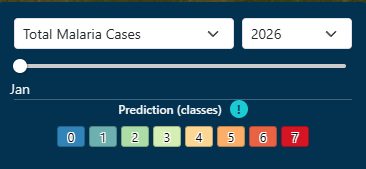 Total Malaria Cases 2026
Jan
Prediction (classes) !
0 1 2 3 4 5 6 7